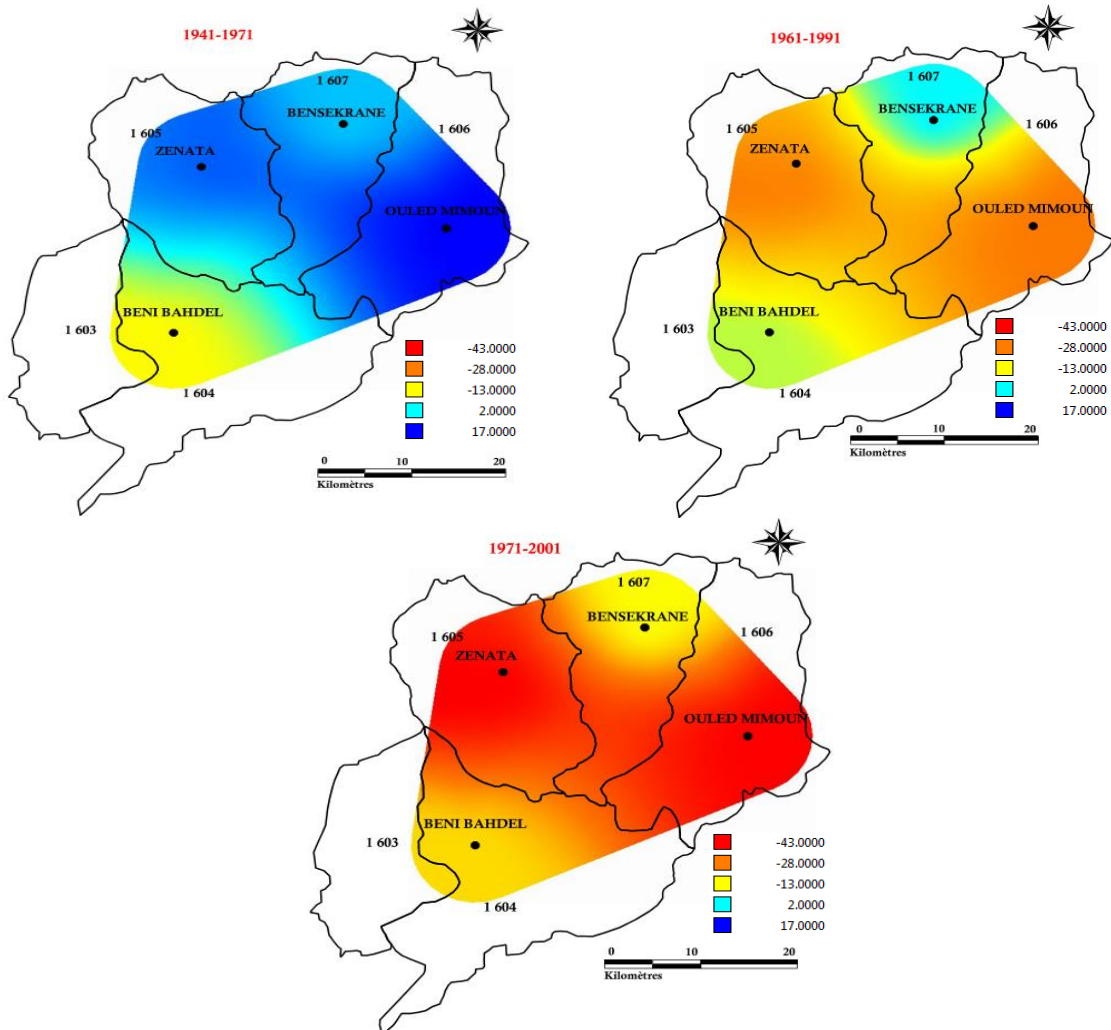 1941-1971
1 607
BENSEKRANE
1 606
1 605
ZENATA
OULED MIMOUN
BENI BAHDEL
1 603
1 604
-43.0000
-28.0000
-13.0000
2.0000
17.0000
0 10 20
Kilomètres
1961-1991
1 607
BENSEKRANE
1 606
1 605
ZENATA
OULED MIMOUN
BENI BAHDEL
1 603
1 604
-43.0000
-28.0000
-13.0000
2.0000
17.0000
0 10 20
Kilomètres
1971-2001
1 607
BENSEKRANE
1 606
1 605
ZENATA
OULED MIMOUN
BENI BAHDEL
1 603
1 604
-43.0000
-28.0000
-13.0000
2.0000
17.0000
0 10 20
Kilomètres